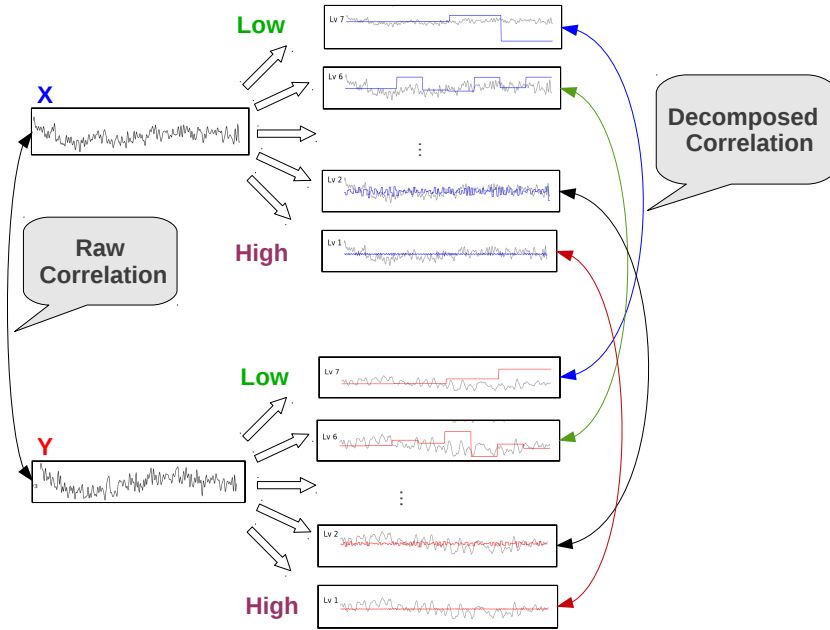 Low
Lv 7
X
Lv 6
Decomposed
Correlation
...
Lv 2
High
Lv 1
Raw
Correlation
Low
Lv 7
Y
Lv 6
...
Lv 2
High
Lv 1